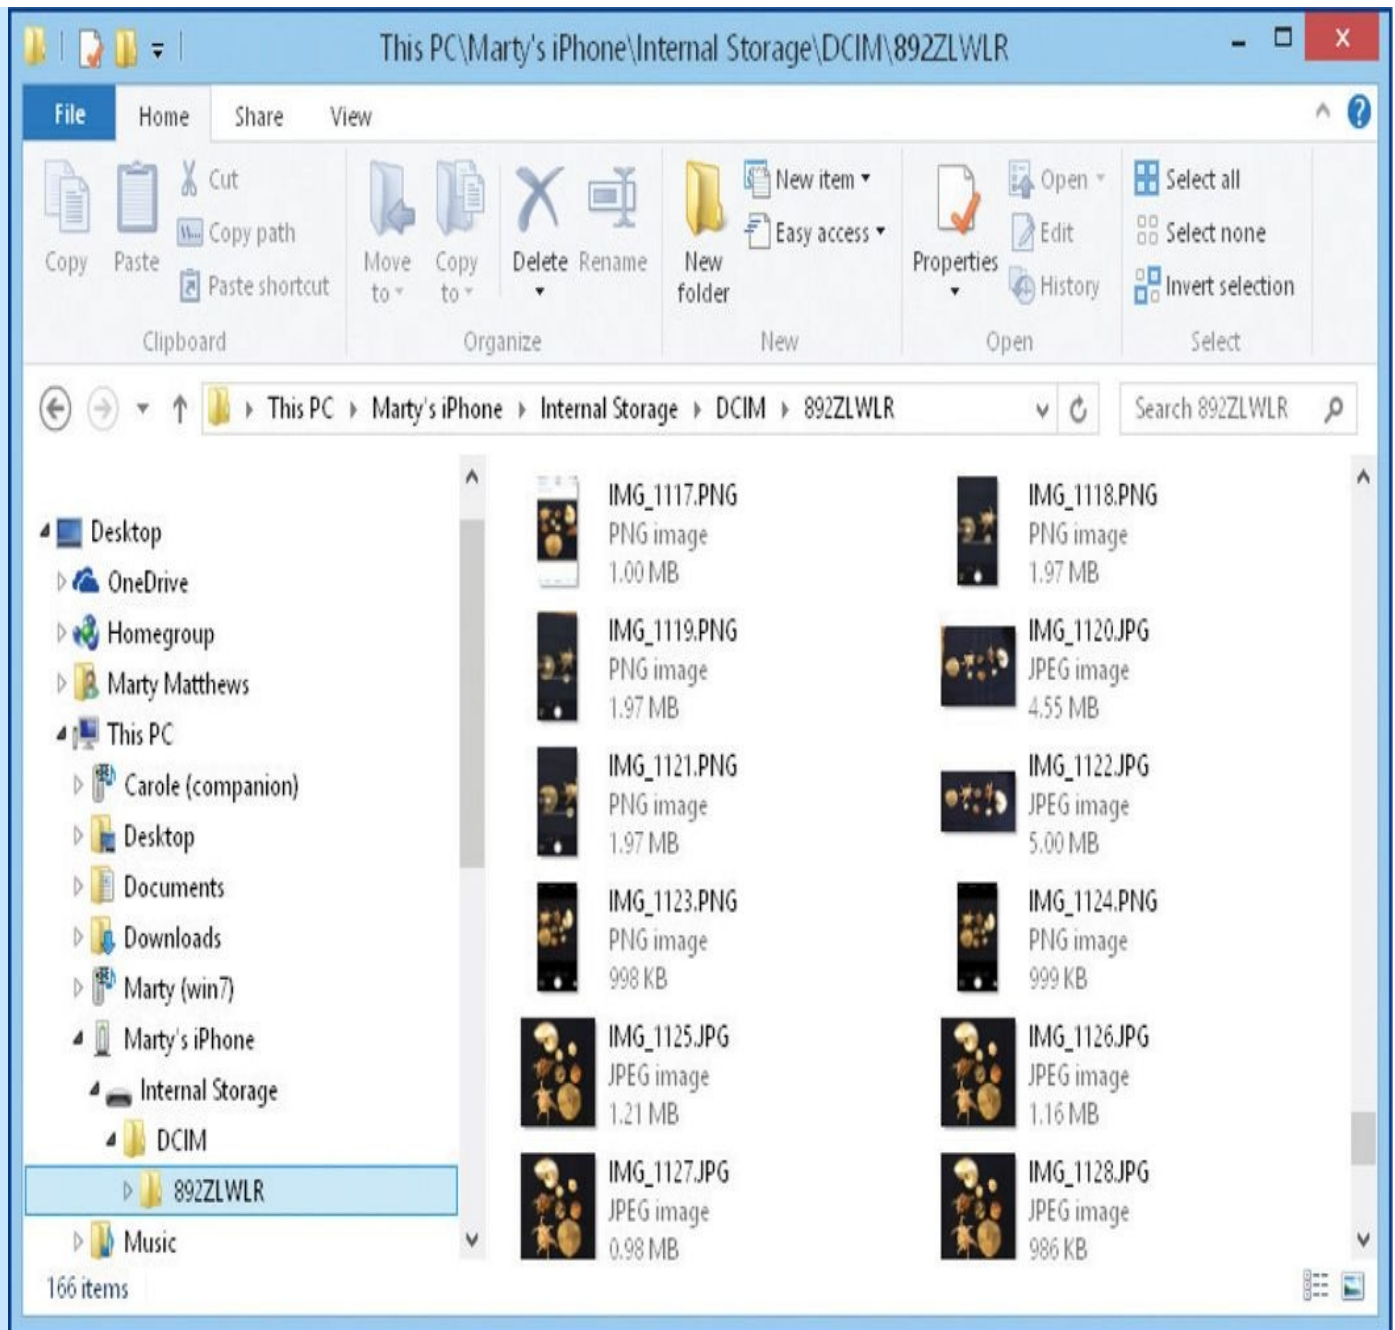 This PC\Marty's iPhone\Internal Storage\DCIM\892ZLWLR
File Home Share View
Copy
Paste
Cut
Copy path
Paste shortcut
Clipboard
Move to
Copy to
Delete
Rename
Organize
New folder
New item
Easy access
New
Properties
Open
Edit
History
Open
Select all
Select none
Invert selection
Select
This PC Marty's iPhone Internal Storage DCIM 892ZLWLR
Search 892ZLWLR
Desktop
OneDrive
Homegroup
Marty Matthews
This PC
Carole (companion)
Desktop
Documents
Downloads
Marty (win7)
Marty's iPhone
Internal Storage
DCIM
892ZLWLR
Music
IMG_1117.PNG
PNG image
1.00 MB
IMG_1118.PNG
PNG image
1.97 MB
IMG_1119.PNG
PNG image
1.97 MB
IMG_1120.JPG
JPEG image
4.55 MB
IMG_1121.PNG
PNG image
1.97 MB
IMG_1122.JPG
JPEG image
5.00 MB
IMG_1123.PNG
PNG image
998 KB
IMG_1124.PNG
PNG image
999 KB
IMG_1125.JPG
JPEG image
1.21 MB
IMG_1126.JPG
JPEG image
1.16 MB
IMG_1127.JPG
JPEG image
0.98 MB
IMG_1128.JPG
JPEG image
986 KB
166 items